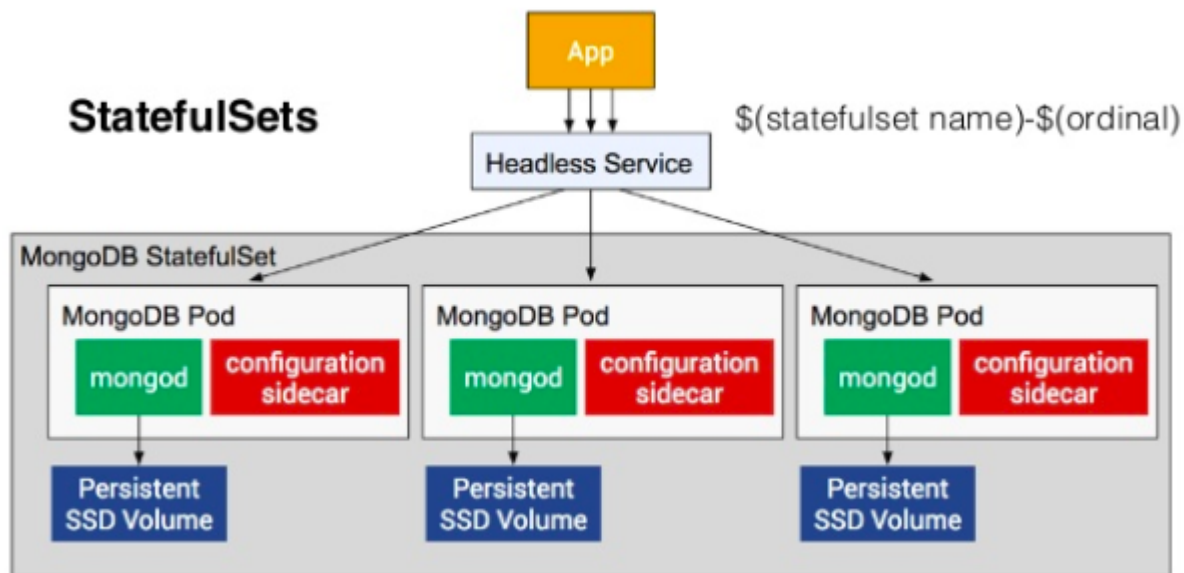 App
StatefulSets
$(statefulset name)-$(ordinal)
Headless Service
MongoDB StatefulSet
MongoDB Pod
mongod
configuration
sidecar
Persistent
SSD Volume
MongoDB Pod
mongod
configuration
sidecar
Persistent
SSD Volume
MongoDB Pod
mongod
configuration
sidecar
Persistent
SSD Volume